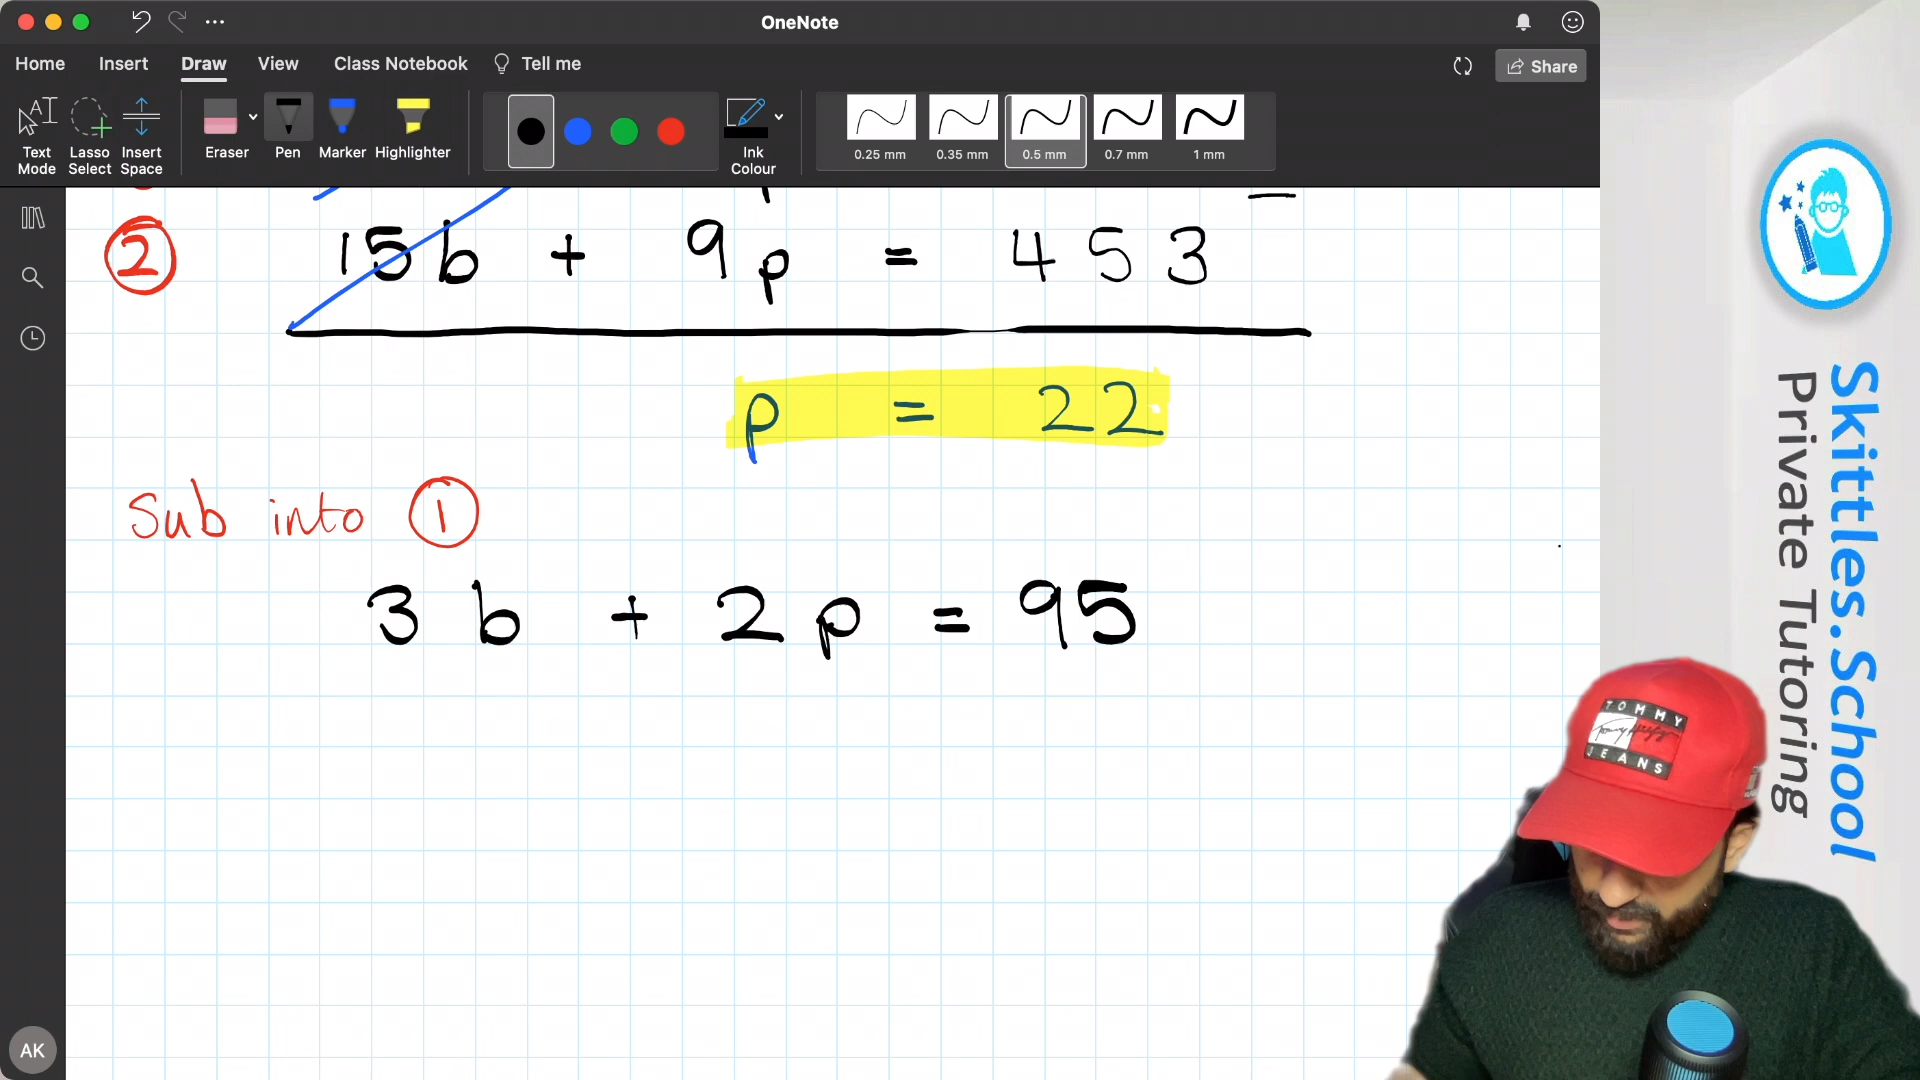 OneNote
Home Insert Draw View Class Notebook Tell me Share
Text Mode
Lasso Select
Insert Space
Eraser
Pen
Marker
Highlighter
Ink Colour
0.25 mm
0.35 mm
0.5 mm
0.7 mm
1 mm
② 15b + 9p = 453
p = 22
Sub into ①
3b + 2p = 95
AK
Skittles.School
Private Tutoring
TOMMY
JEANS